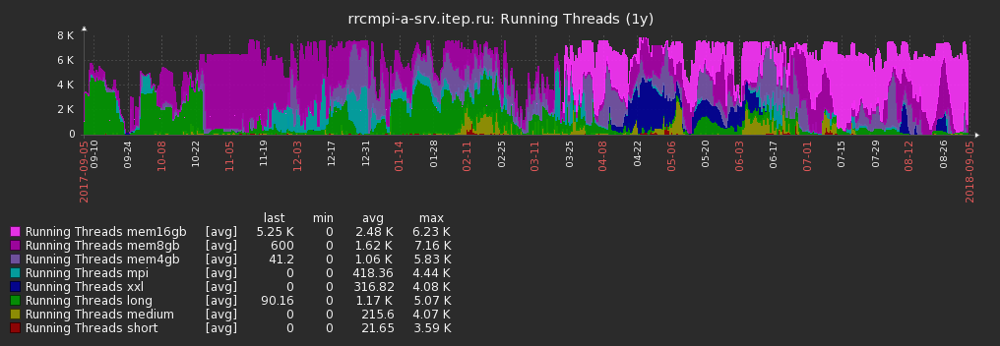 rrcmpi-a-srv.itep.ru: Running Threads (1y)
8 K
6 K
4 K
2 K
0
2017-09-05 09-10 09-24 10-08 10-22 11-05 11-19 12-03 12-17 12-31 01-14 01-28 02-11 02-25 03-11 03-25 04-08 04-22 05-06 05-20 06-03 06-17 07-01 07-15 07-29 08-12 08-26 2018-09-05
last min avg max
Running Threads mem16gb [avg] 5.25 K 0 2.48 K 6.23 K
Running Threads mem8gb [avg] 600 0 1.62 K 7.16 K
Running Threads mem4gb [avg] 41.2 0 1.06 K 5.83 K
Running Threads mpi [avg] 0 0 418.36 4.44 K
Running Threads xxl [avg] 0 0 316.82 4.08 K
Running Threads long [avg] 90.16 0 1.17 K 5.07 K
Running Threads medium [avg] 0 0 215.6 4.07 K
Running Threads short [avg] 0 0 21.65 3.59 K